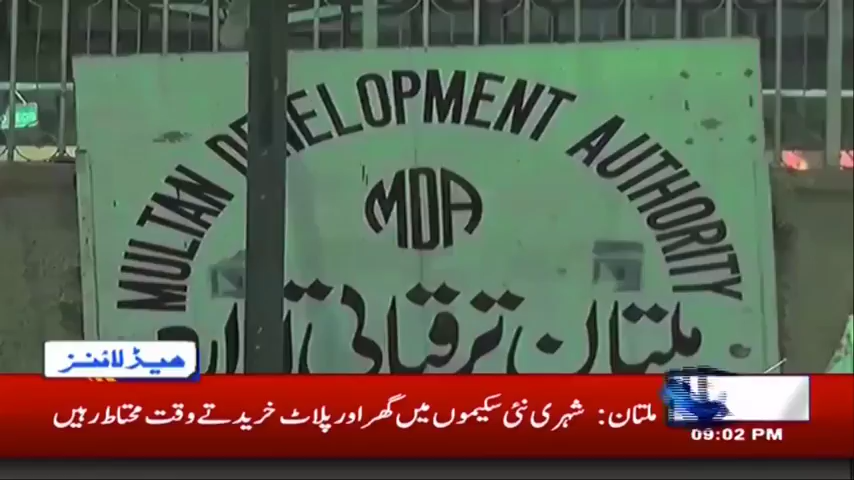 MULTAN DEVELOPMENT AUTHORITY
MDA
ملتان ترقیاتی ادارہ
ہیڈلائنز
ملتان: شہری نئی سکیموں میں گھر اور پلاٹ خریدتے وقت محتاط رہیں
09:02 PM